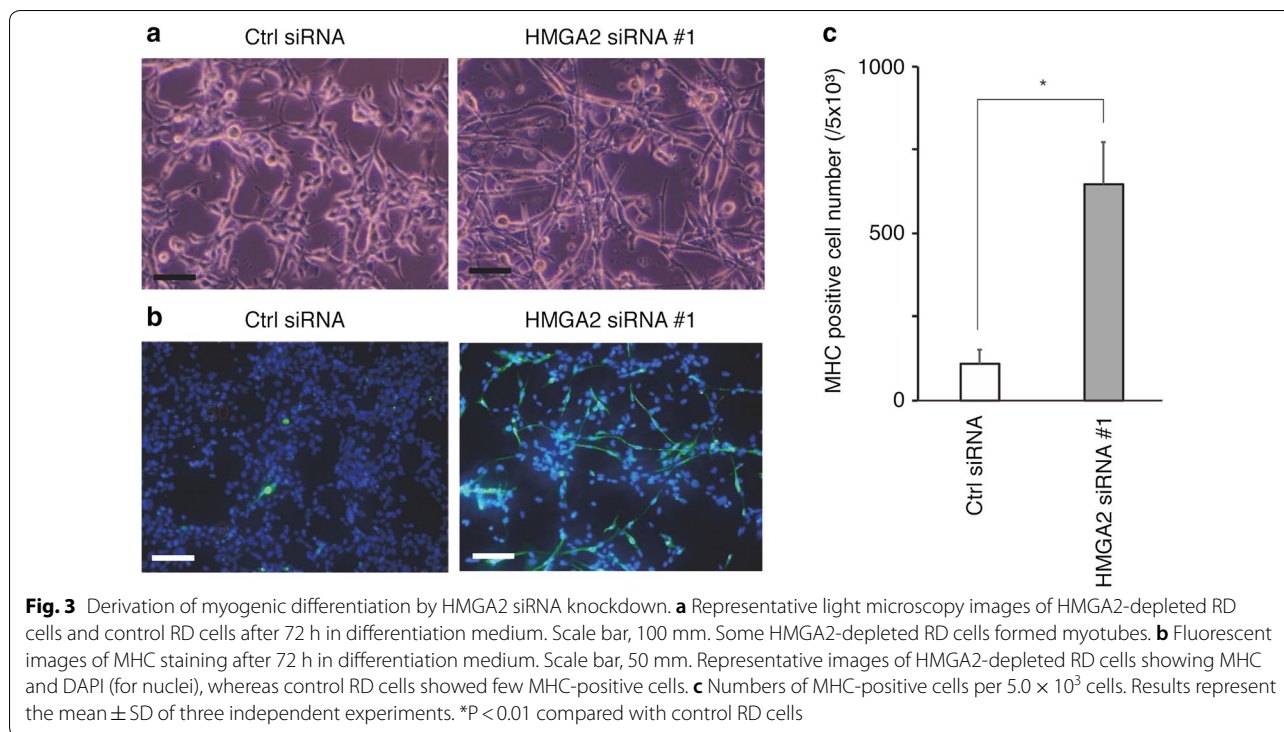 a
Ctrl siRNA
HMGA2 siRNA #1
b
Ctrl siRNA
HMGA2 siRNA #1
c
MHC positive cell number (/5x10³)
1000
500
0
*
Ctrl siRNA
HMGA2 siRNA #1
Fig. 3 Derivation of myogenic differentiation by HMGA2 siRNA knockdown. a Representative light microscopy images of HMGA2-depleted RD
cells and control RD cells after 72 h in differentiation medium. Scale bar, 100 mm. Some HMGA2-depleted RD cells formed myotubes. b Fluorescent
images of MHC staining after 72 h in differentiation medium. Scale bar, 50 mm. Representative images of HMGA2-depleted RD cells showing MHC
and DAPI (for nuclei), whereas control RD cells showed few MHC-positive cells. c Numbers of MHC-positive cells per 5.0 × 10³ cells. Results represent
the mean ± SD of three independent experiments. *P < 0.01 compared with control RD cells